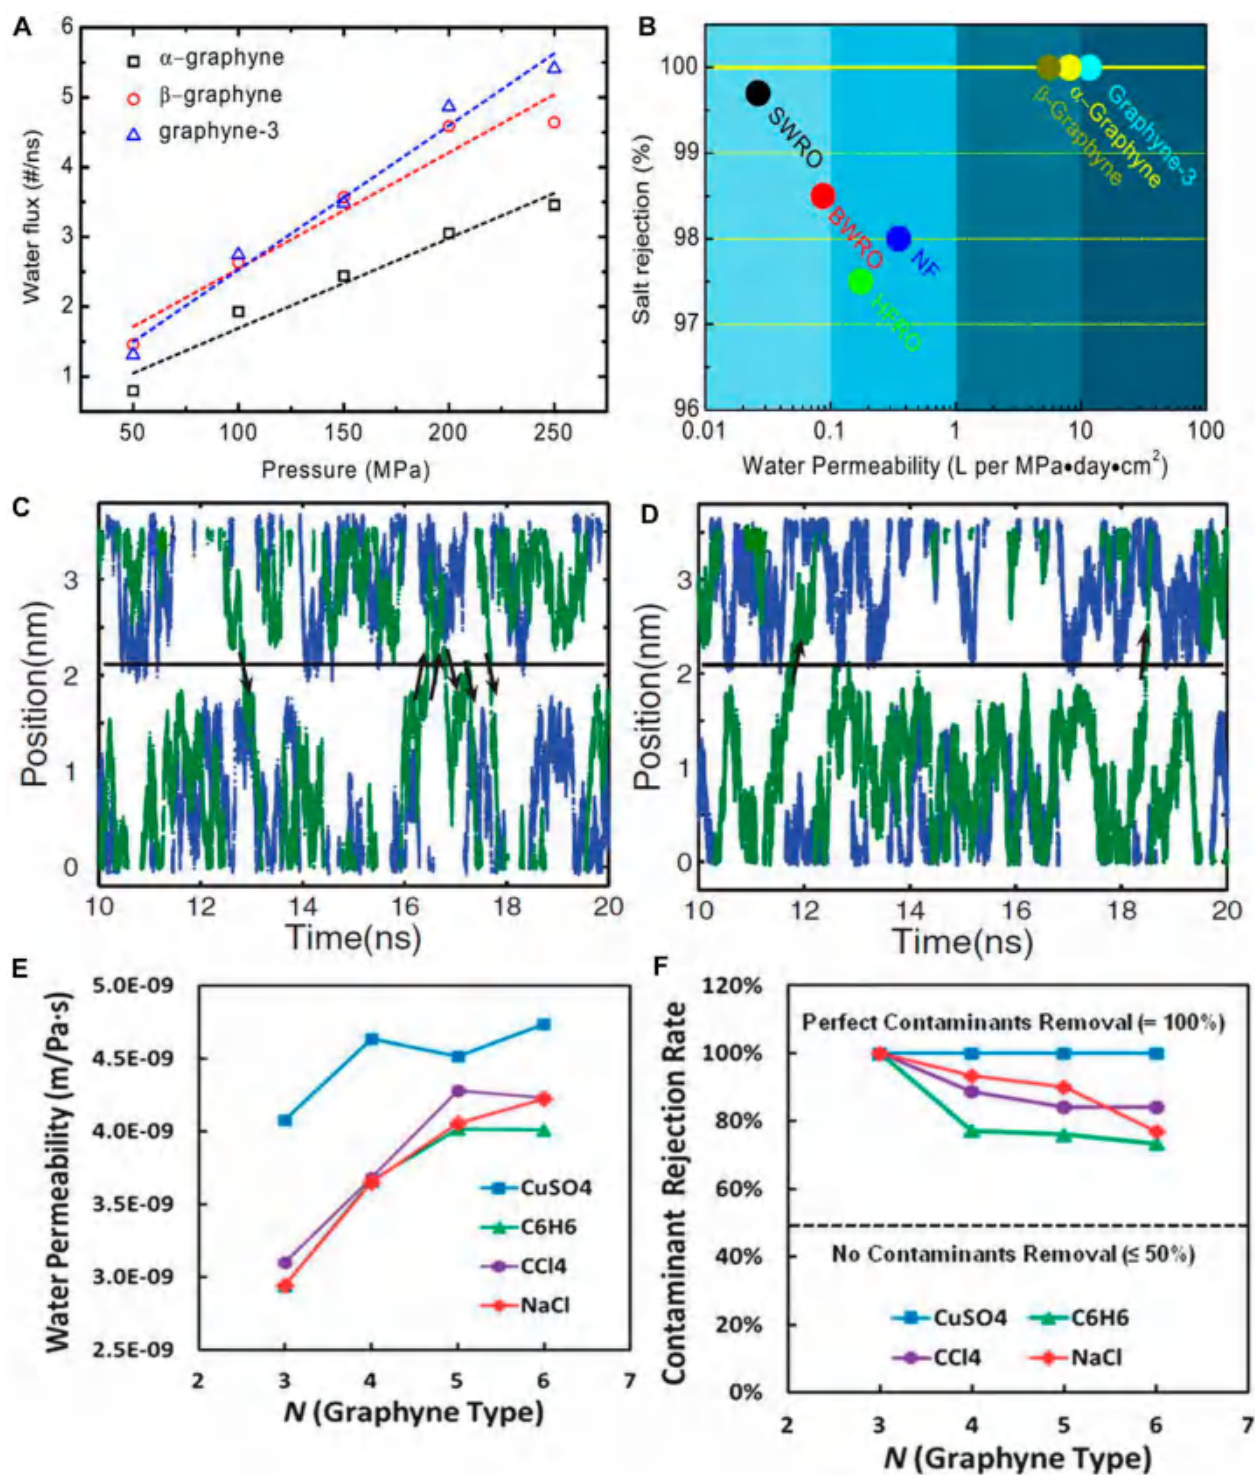 A
Water flux (#/ns)
6
5
4
3
2
1
α-graphyne
β-graphyne
graphyne-3
50 100 150 200 250
Pressure (MPa)
B
Salt rejection (%)
100
99
98
97
96
SWRO
BWRO
HFRO
NF
β-Graphyne
α-Graphyne
Graphyne-3
0.01 0.1 1 10 100
Water Permeability (L per MPa•day•cm²)
C
Position(nm)
3
2
1
0
10 12 14 16 18 20
Time(ns)
D
Position(nm)
3
2
1
0
10 12 14 16 18 20
Time(ns)
E
Water Permeability (m/Pa·s)
5.0E-09
4.5E-09
4.0E-09
3.5E-09
3.0E-09
2.5E-09
CuSO4
C6H6
CCl4
NaCl
2 3 4 5 6 7
N (Graphyne Type)
F
Contaminant Rejection Rate
120%
100%
80%
60%
40%
20%
0%
Perfect Contaminants Removal (= 100%)
No Contaminants Removal (≤ 50%)
CuSO4 C6H6
CCl4 NaCl
2 3 4 5 6 7
N (Graphyne Type)